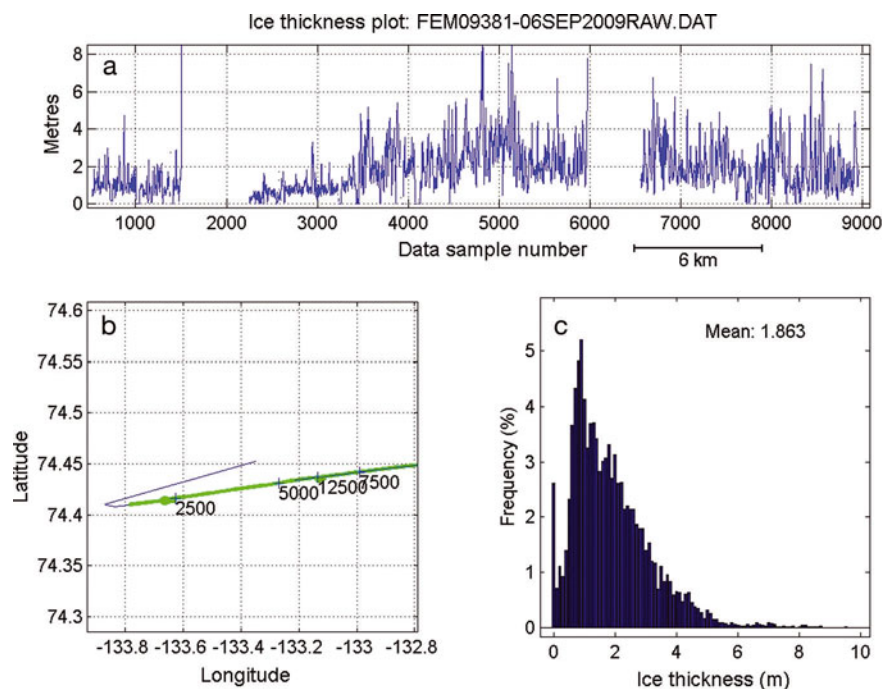 Ice thickness plot: FEM09381-06SEP2009RAW.DAT
a
Metres
8
6
4
2
0
1000 2000 3000 4000 5000 6000 7000 8000 9000
Data sample number
6 km
b
Latitude
74.6
74.55
74.5
74.45
74.4
74.35
74.3
2500
5000
12500
7500
-133.8 -133.6 -133.4 -133.2 -133 -132.8
Longitude
c
Mean: 1.863
Frequency (%)
5
4
3
2
1
0
0 2 4 6 8 10
Ice thickness (m)